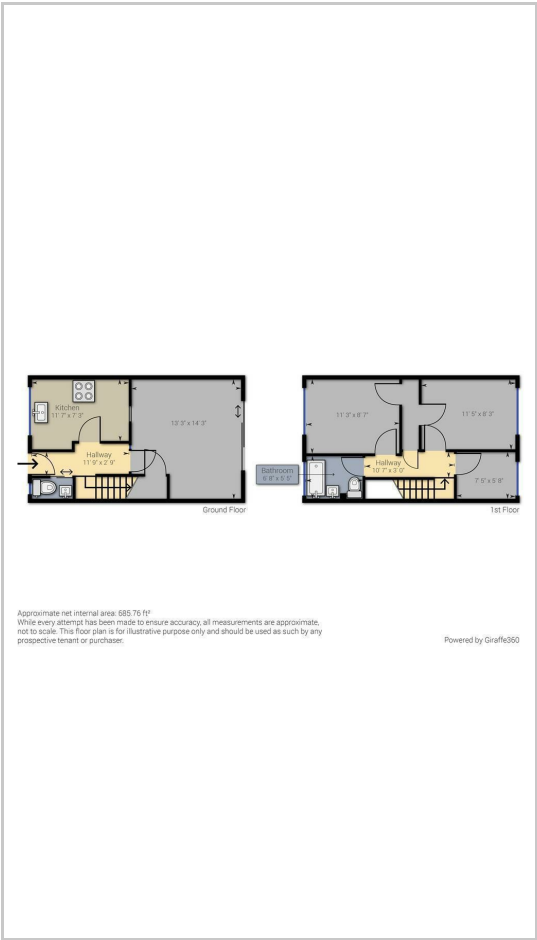 Kitchen
11' 7" x 7' 3"
13' 3" x 14' 3"
Hallway
11' 9" x 2' 9"
Ground Floor
11' 3" x 8' 7"
11' 5" x 8' 3"
Bathroom
6' 8" x 5' 5"
Hallway
10' 7" x 3' 0"
7' 5" x 5' 9"
1st Floor
Approximate net internal area: 685.76 ft²
While every attempt has been made to ensure accuracy, all measurements are approximate,
not to scale. This floor plan is for illustrative purpose only and should be used as such by any
prospective tenant or purchaser.
Powered by Giraffe360